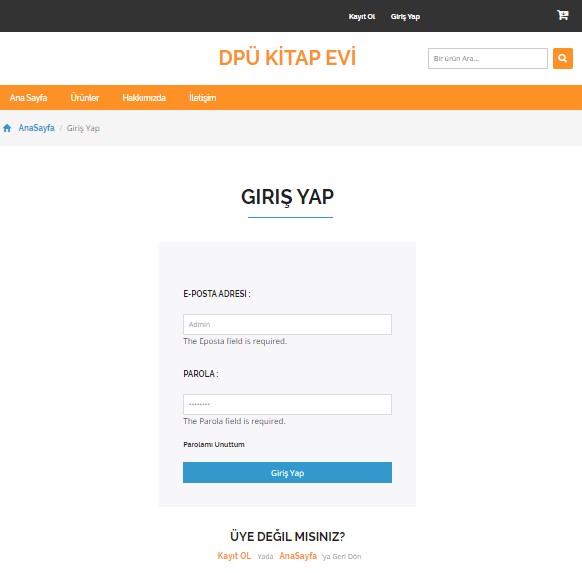 Kayıt Ol Giriş Yap
DPÜ KİTAP EVİ
Bir ürün Ara...
Ana Sayfa Ürünler Hakkımızda İletişim
AnaSayfa / Giriş Yap
GIRIŞ YAP
E-POSTA ADRESI :
Admin
The Eposta field is required.
PAROLA :
********
The Parola field is required.
Parolamı Unuttum
Giriş Yap
ÜYE DEĞIL MISINIZ?
Kayıt OL Yada AnaSayfa 'ya Geri Dön